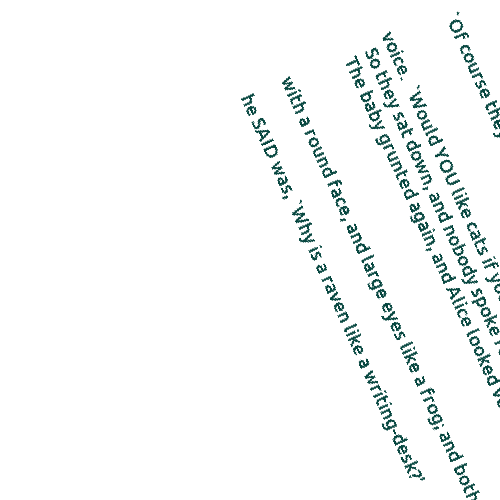 `Of course they
voice.  `Would YOU like cats if
So they sat down, and nobody spoke
The baby grunted again, and Alice looked
with a round face, and large eyes like a frog; and both
he SAID was, `Why is a raven like a writing-desk?'